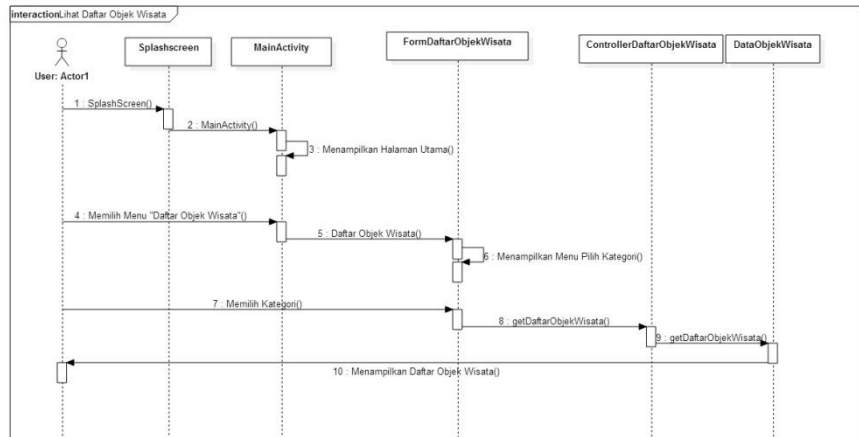 interactionLihat Daftar Objek Wisata
Splashscreen
MainActivity
FormDaftarObjekWisata
ControllerDaftarObjekWisata
DataObjekWisata
User: Actor1
1 : SplashScreen()
2 : MainActivity()
3 : Menampilkan Halaman Utama()
4 : Memilih Menu "Daftar Objek Wisata"()
5 : Daftar Objek Wisata()
6 : Menampilkan Menu Pilih Kategori()
7 : Memilih Kategori()
8 : getDaftarObjekWisata()
9 : getDaftarObjekWisata()
10 : Menampilkan Daftar Objek Wisata()